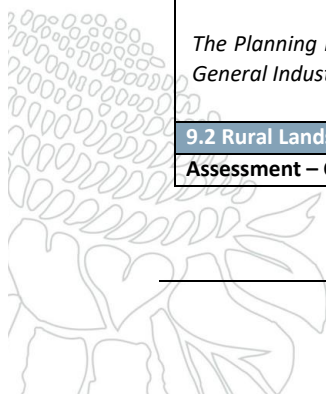 The Planning
General Indust
9.2 Rural Land
Assessment –